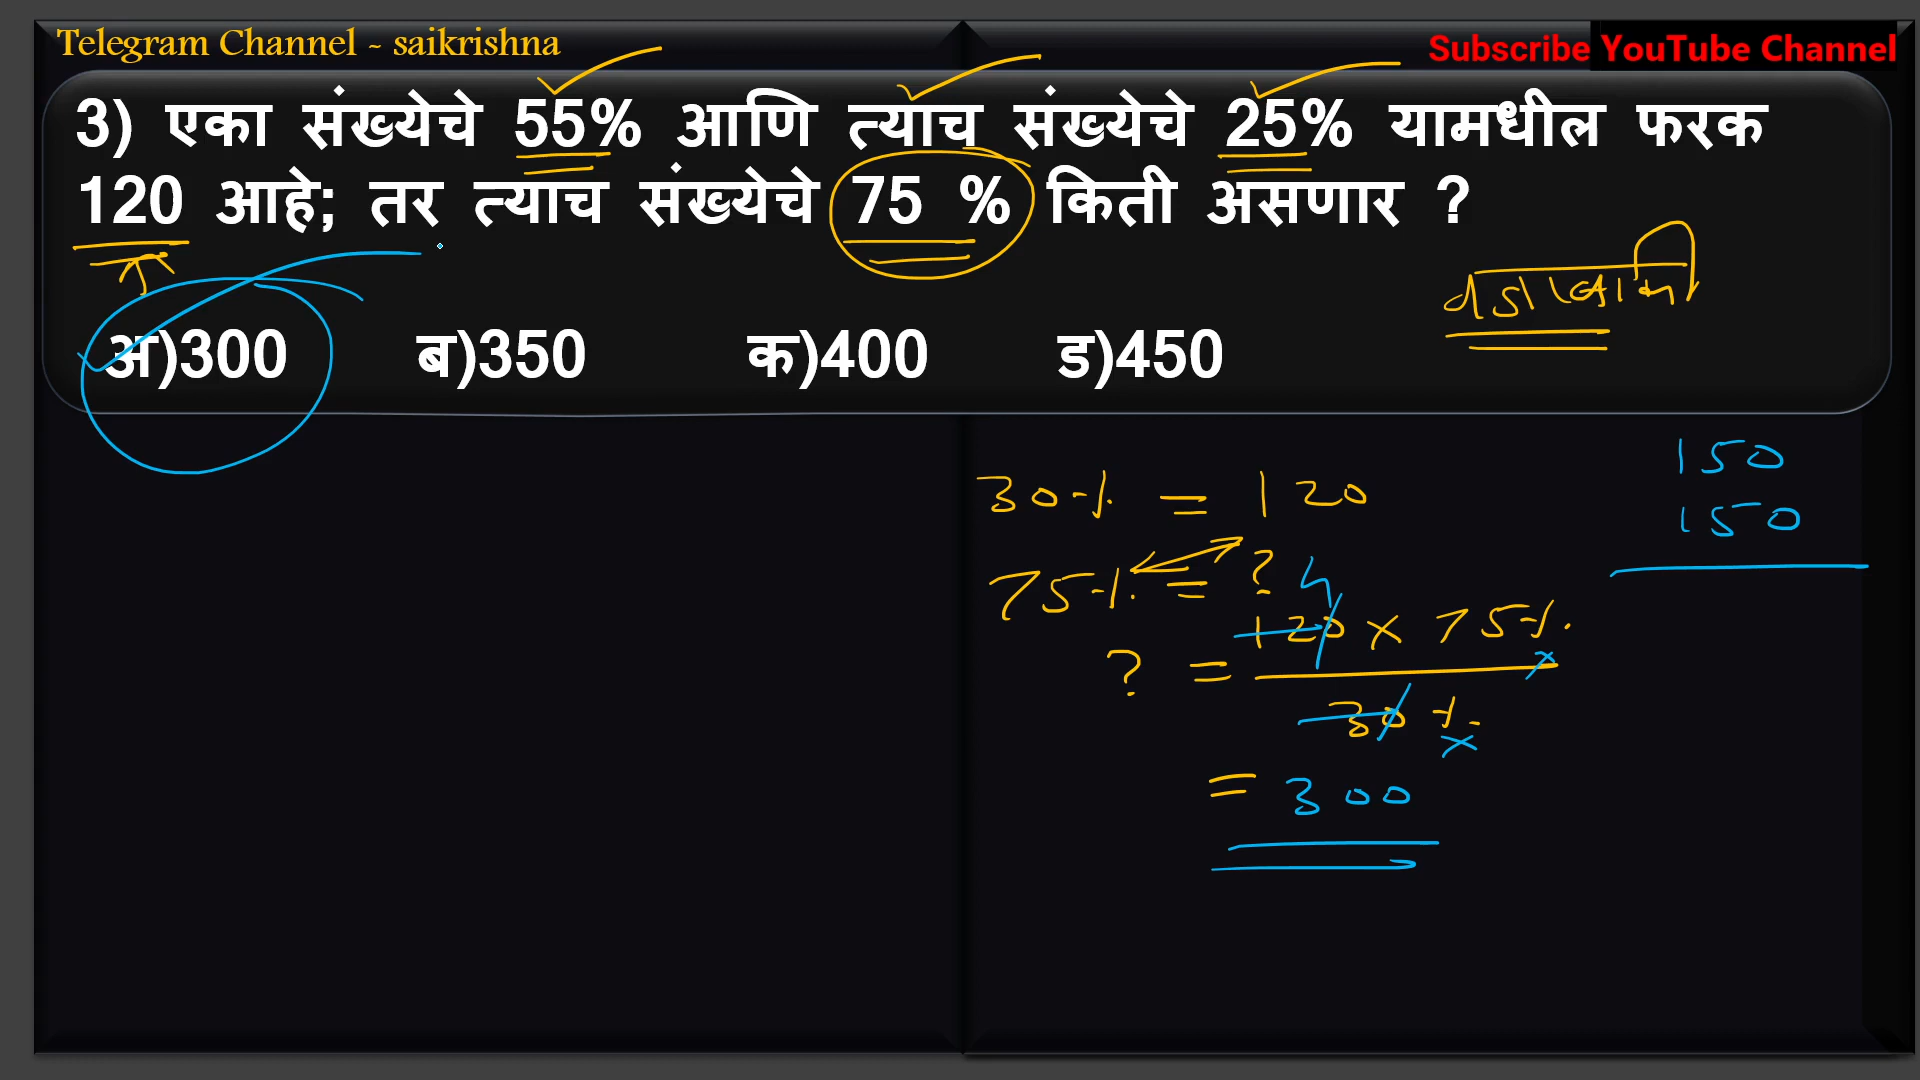 Telegram Channel ~ saikrishna
Subscribe YouTube Channel
3) एका संख्येचे 55% आणि त्याच संख्येचे 25% यामधील फरक
120 आहे; तर त्याच संख्येचे 75 % किती असणार ?
अ)300 ब)350 क)400 ड)450
150
150
30% = 120
75% = ?
4
? = 120 x 75%
30 %
= 300